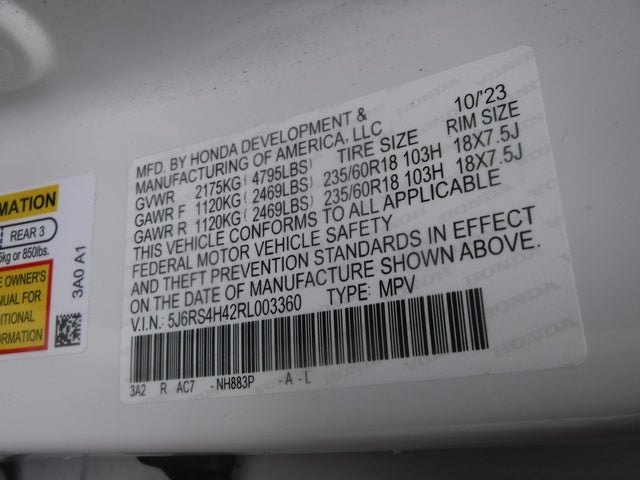 MFD. BY HONDA DEVELOPMENT & 10/'23
MANUFACTURING OF AMERICA, LLC
TIRE SIZE RIM SIZE
GVWR 2175KG ( 4795LBS)
GAWR F 1120KG ( 2469LBS) 235/60R18 103H 18X7.5J
GAWR R 1120KG ( 2469LBS) 235/60R18 103H 18X7.5J
THIS VEHICLE CONFORMS TO ALL APPLICABLE
FEDERAL MOTOR VEHICLE SAFETY
AND THEFT PREVENTION STANDARDS IN EFFECT
ON THE DATE OF MANUFACTURE SHOWN ABOVE.
V.I.N.: 5J6RS4H42RL003360 TYPE: MPV
3A2 R AC7 -NH883P -A -L
MATION
REAR 3
kg or 850lbs.
OWNER'S
FOR
3A0 A1
HONDA